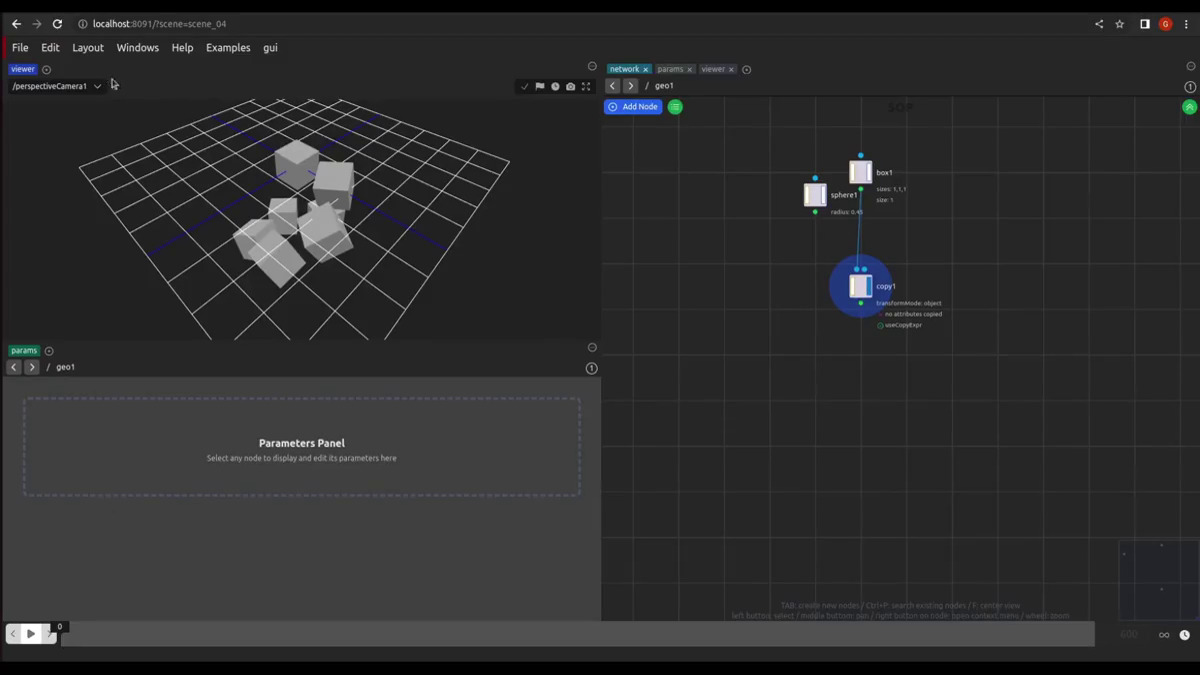 localhost:8091/?scene=scene_04
G
File Edit Layout Windows Help Examples gui
viewer
/perspectiveCamera1
params
/ geo1
1
Parameters Panel
Select any node to display and edit its parameters here
network × params × viewer ×
/ geo1
1
Add Node
SOP
box1
sizes: 1,1,1
size: 1
sphere1
radius: 0.45
copy1
transformMode: object
no attributes copied
useCopyExpr
TAB: create new nodes / Ctrl+P: search existing nodes / F: center view
left button: select / middle button: pan / right button on node: open context menu / wheel: zoom
0
600